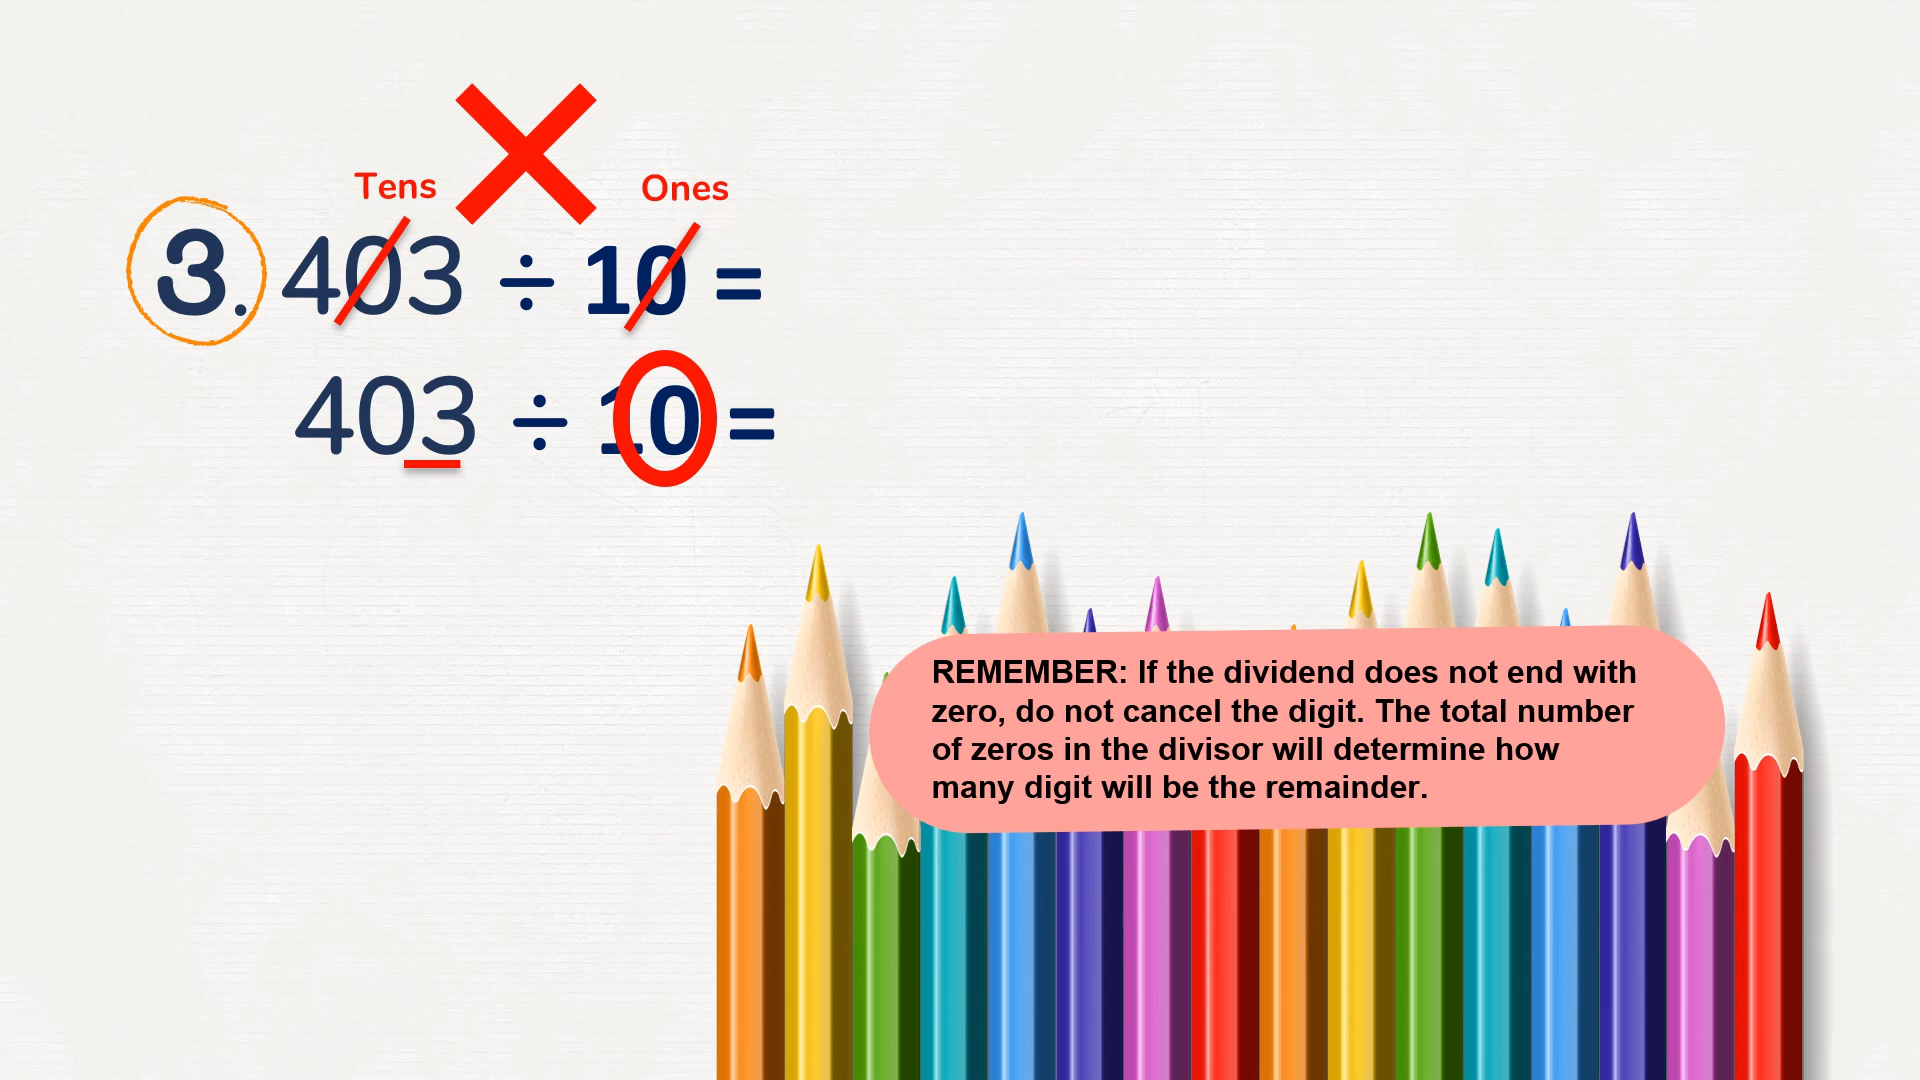 Tens Ones
3. 403 ÷ 10 =
403 ÷ 10 =
REMEMBER: If the dividend does not end with
zero, do not cancel the digit. The total number
of zeros in the divisor will determine how
many digit will be the remainder.